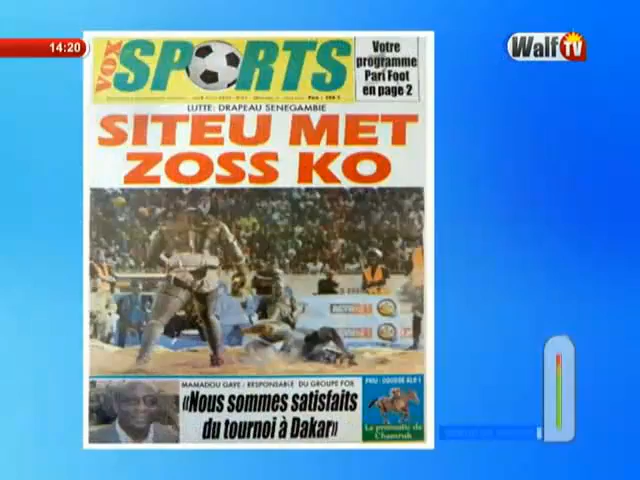 14:20
Walf TV
VOX SPORTS
Votre
programme
Pari Foot
en page 2
LUTTE: DRAPEAU SENEGAMBIE
SITEU MET
ZOSS KO
MAMADOU GAYE: RESPONSABLE DU GROUPE FOB
«Nous sommes satisfaits
du tournoi à Dakar»